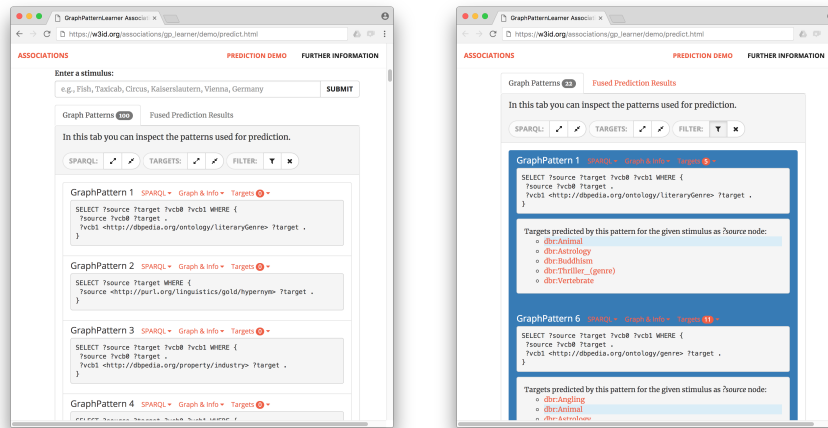 GraphPatternLearner Associat ×
https://w3id.org/associations/gp_learner/demo/predict.html
ASSOCIATIONS PREDICTION DEMO FURTHER INFORMATION
Enter a stimulus:
e.g., Fish, Taxicab, Circus, Kaiserslautern, Vienna, Germany SUBMIT
Graph Patterns 100 Fused Prediction Results
In this tab you can inspect the patterns used for prediction.
SPARQL: TARGETS: FILTER:
GraphPattern 1 SPARQL Graph & Info Targets 0
SELECT ?source ?target ?vcb0 ?vcb1 WHERE {
?source ?vcb0 ?target .
?vcb1 <http://dbpedia.org/ontology/literaryGenre> ?target .
}
GraphPattern 2 SPARQL Graph & Info Targets 0
SELECT ?source ?target WHERE {
?source <http://purl.org/linguistics/gold/hypernym> ?target .
}
GraphPattern 3 SPARQL Graph & Info Targets 0
SELECT ?source ?target ?vcb0 ?vcb1 WHERE {
?source ?vcb0 ?target .
?vcb1 <http://dbpedia.org/property/industry> ?target .
}
GraphPattern 4 SPARQL Graph & Info Targets 0
SELECT ?source ?target ?vcb0 ?vcb1 WHERE {
GraphPatternLearner Associat ×
https://w3id.org/associations/gp_learner/demo/predict.html
ASSOCIATIONS PREDICTION DEMO FURTHER INFORMATION
Graph Patterns 23 Fused Prediction Results
In this tab you can inspect the patterns used for prediction.
SPARQL: TARGETS: FILTER:
GraphPattern 1 SPARQL Graph & Info Targets 5
SELECT ?source ?target ?vcb0 ?vcb1 WHERE {
?source ?vcb0 ?target .
?vcb1 <http://dbpedia.org/ontology/literaryGenre> ?target .
}
Targets predicted by this pattern for the given stimulus as ?source node:
dbr:Animal
dbr:Astrology
dbr:Buddhism
dbr:Thriller_(genre)
dbr:Vertebrate
GraphPattern 6 SPARQL Graph & Info Targets 11
SELECT ?source ?target ?vcb0 ?vcb1 WHERE {
?source ?vcb0 ?target .
?vcb1 <http://dbpedia.org/ontology/genre> ?target .
}
Targets predicted by this pattern for the given stimulus as ?source node:
dbr:Angling
dbr:Animal
dbr:Astrology